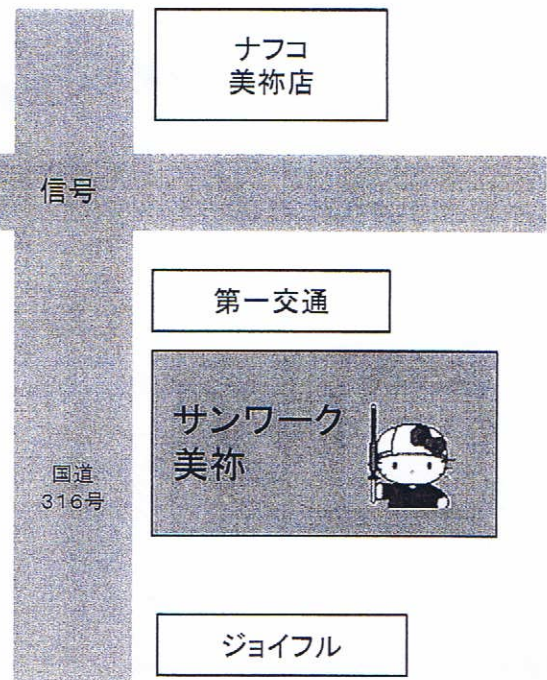 ナフコ
美祢店
信号
第一交通
サンワーク
美祢
国道
316号
ジョイフル